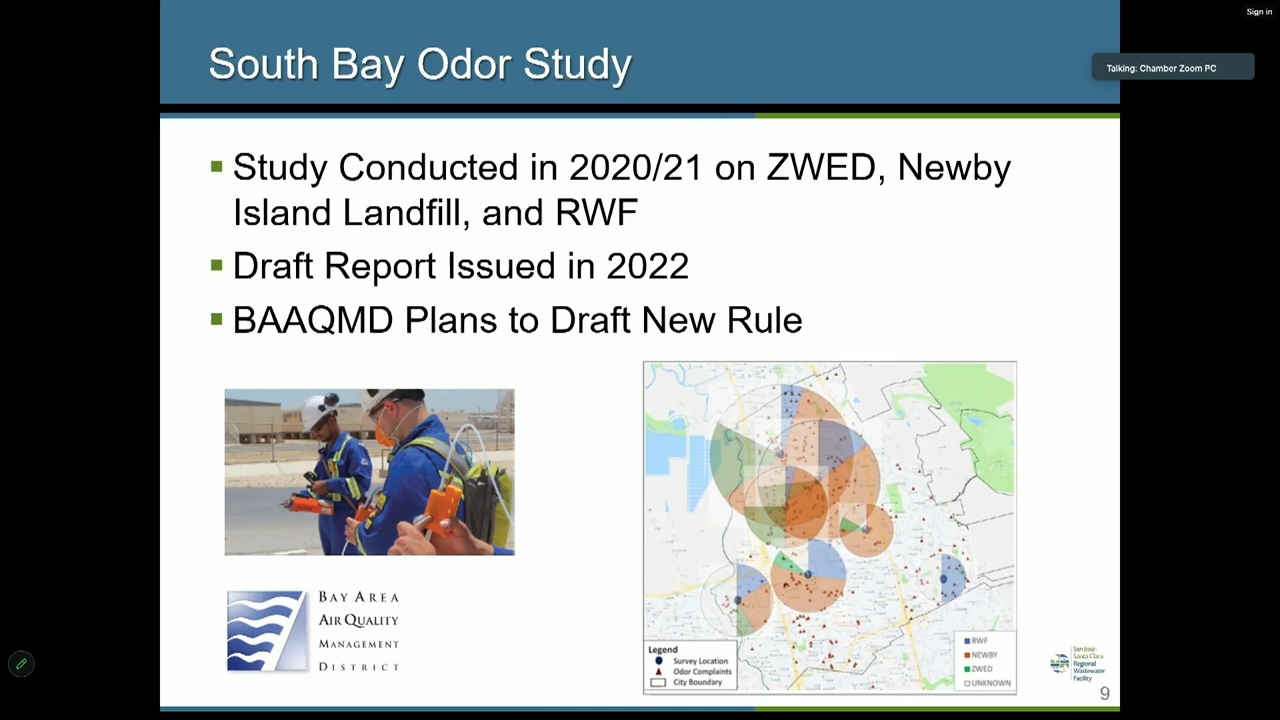 Sign in
South Bay Odor Study
Talking: Chamber Zoom PC
Study Conducted in 2020/21 on ZWED, Newby
Island Landfill, and RWF
Draft Report Issued in 2022
BAAQMD Plans to Draft New Rule
BAY AREA
AIR QUALITY
MANAGEMENT
DISTRICT
Legend
Survey Location
Odor Complaints
City Boundary
RWF
NEWBY
ZWED
UNKNOWN
San José-
Santa Clara
Regional
Wastewater
Facility
9